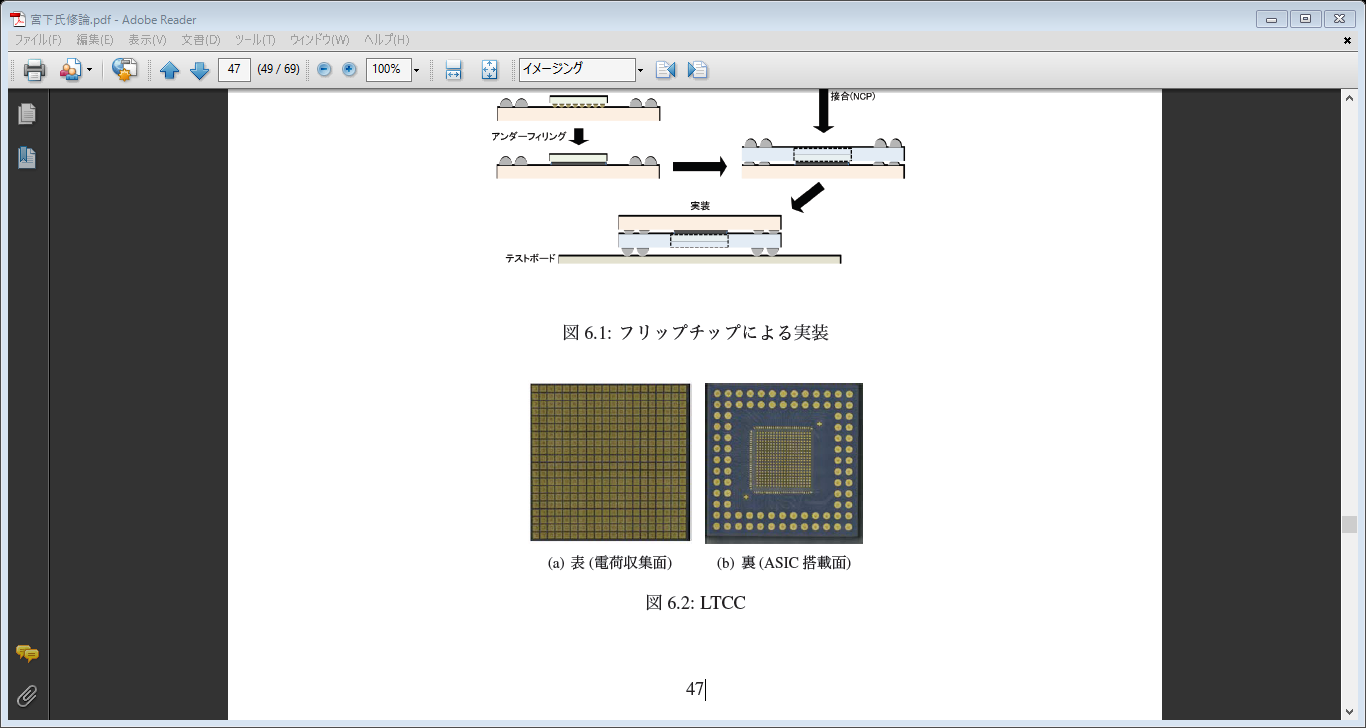 宮下氏修論.pdf - Adobe Reader
ファイル(F) 編集(E) 表示(V) 文書(D) ツール(T) ウィンドウ(W) ヘルプ(H)
47 (49 / 69) 100% イメージング
接合(NCP)
アンダーフィリング
実装
テストボード
図 6.1: フリップチップによる実装
(a) 表 (電荷収集面) (b) 裏 (ASIC 搭載面)
図 6.2: LTCC
47